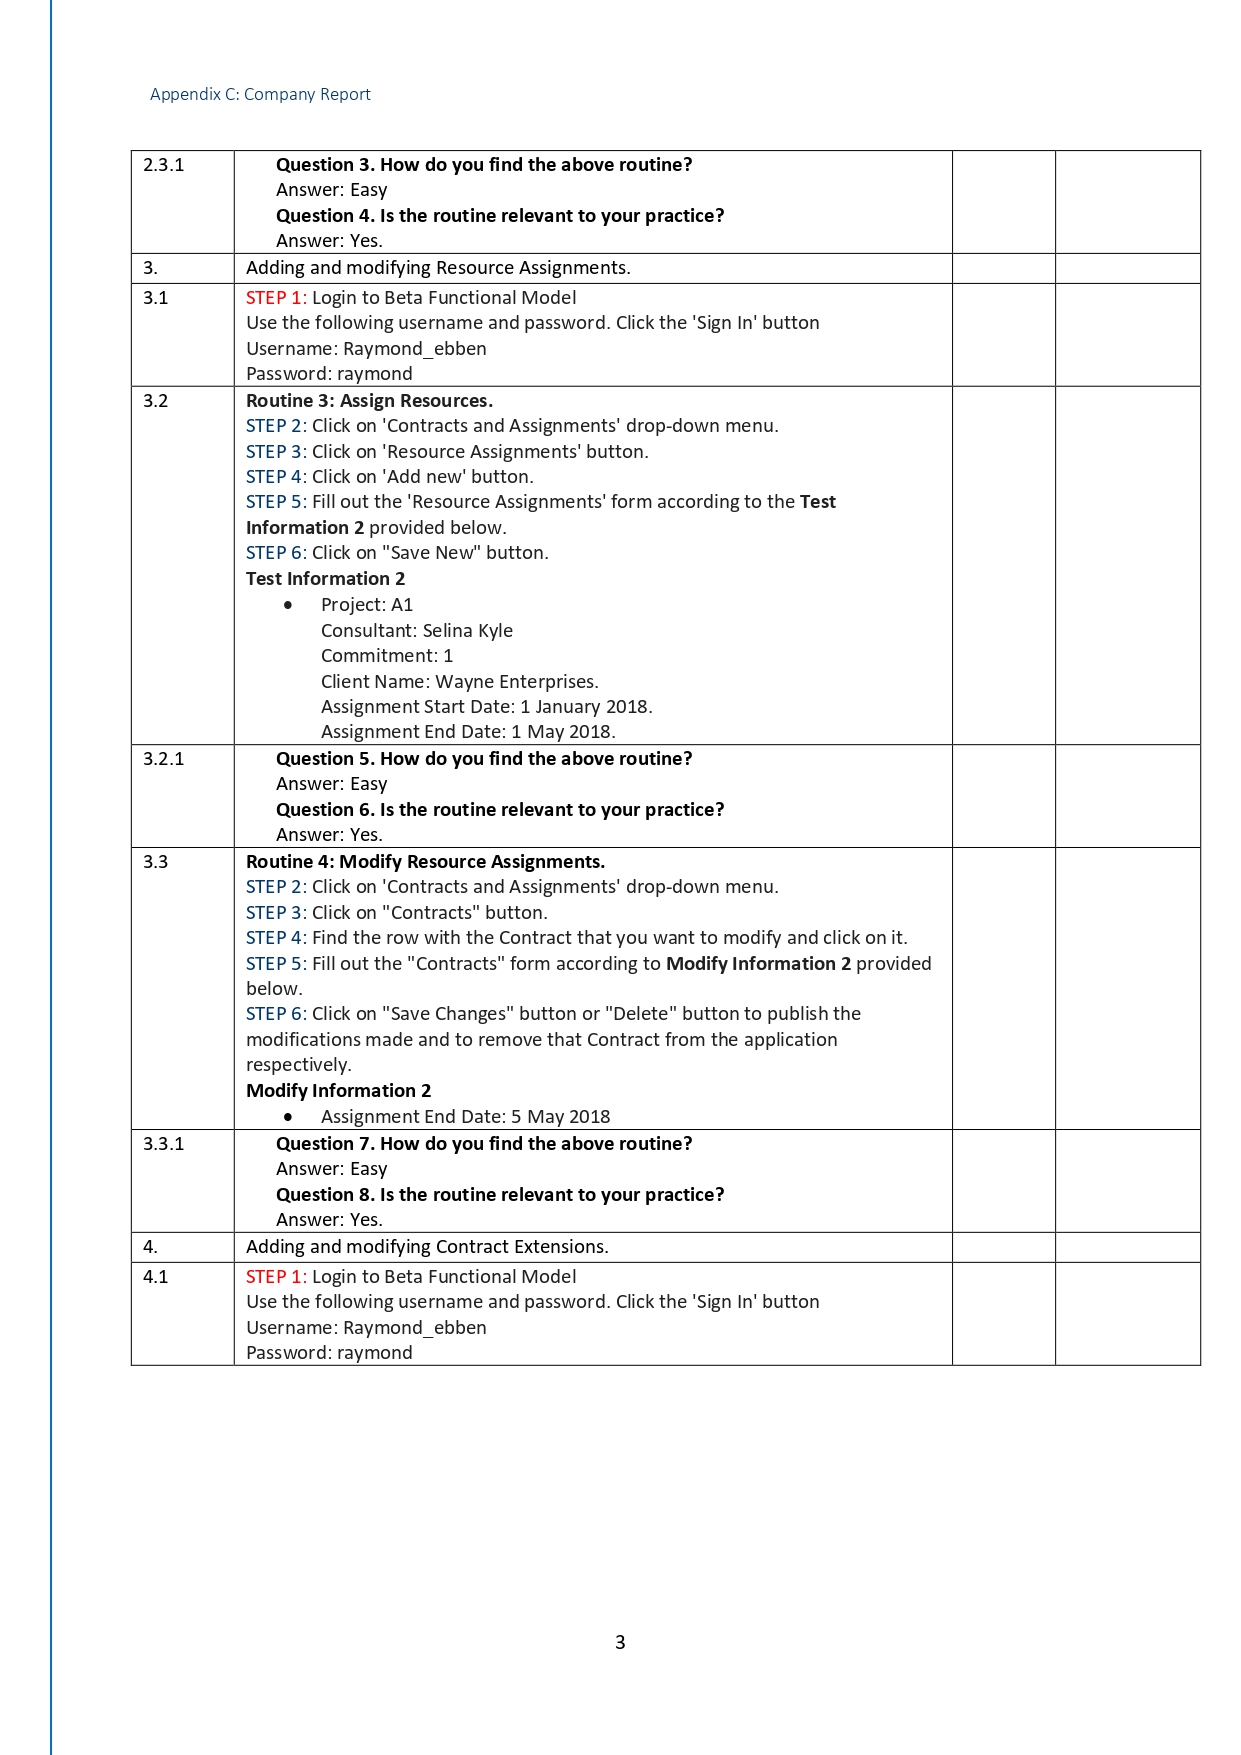 Appendix C: Company Report
2.3.1
Question 3. How do you find the above routine?
Answer: Easy
Question 4. Is the routine relevant to your practice?
Answer: Yes.
3.
Adding and modifying Resource Assignments.
3.1
STEP 1: Login to Beta Functional Model
Use the following username and password. Click the 'Sign In' button
Username: Raymond_ebben
Password: raymond
3.2
Routine 3: Assign Resources.
STEP 2: Click on 'Contracts and Assignments' drop-down menu.
STEP 3: Click on 'Resource Assignments' button.
STEP 4: Click on 'Add new' button.
STEP 5: Fill out the 'Resource Assignments' form according to the Test
Information 2 provided below.
STEP 6: Click on "Save New" button.
Test Information 2
● Project: A1
Consultant: Selina Kyle
Commitment: 1
Client Name: Wayne Enterprises.
Assignment Start Date: 1 January 2018.
Assignment End Date: 1 May 2018.
3.2.1
Question 5. How do you find the above routine?
Answer: Easy
Question 6. Is the routine relevant to your practice?
Answer: Yes.
3.3
Routine 4: Modify Resource Assignments.
STEP 2: Click on 'Contracts and Assignments' drop-down menu.
STEP 3: Click on "Contracts" button.
STEP 4: Find the row with the Contract that you want to modify and click on it.
STEP 5: Fill out the "Contracts" form according to Modify Information 2 provided
below.
STEP 6: Click on "Save Changes" button or "Delete" button to publish the
modifications made and to remove that Contract from the application
respectively.
Modify Information 2
● Assignment End Date: 5 May 2018
3.3.1
Question 7. How do you find the above routine?
Answer: Easy
Question 8. Is the routine relevant to your practice?
Answer: Yes.
4.
Adding and modifying Contract Extensions.
4.1
STEP 1: Login to Beta Functional Model
Use the following username and password. Click the 'Sign In' button
Username: Raymond_ebben
Password: raymond
3